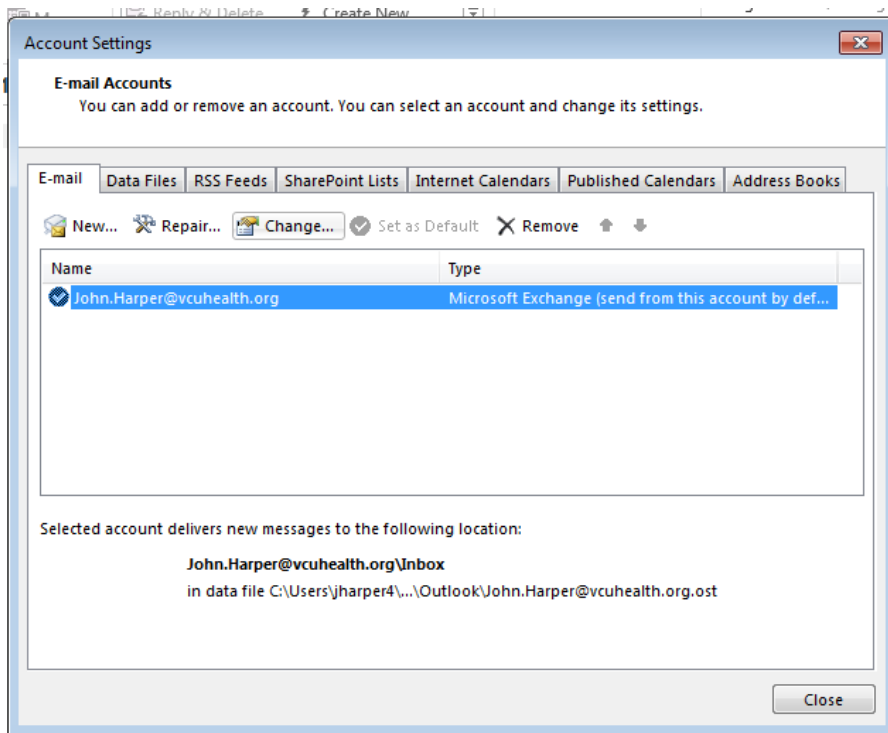 Reply & Delete Create New
Account Settings
E-mail Accounts
You can add or remove an account. You can select an account and change its settings.
E-mail Data Files RSS Feeds SharePoint Lists Internet Calendars Published Calendars Address Books
New... Repair... Change... Set as Default Remove
Name Type
John.Harper@vcuhealth.org Microsoft Exchange (send from this account by def...
Selected account delivers new messages to the following location:
John.Harper@vcuhealth.org\Inbox
in data file C:\Users\jharper4\...\Outlook\John.Harper@vcuhealth.org.ost
Close